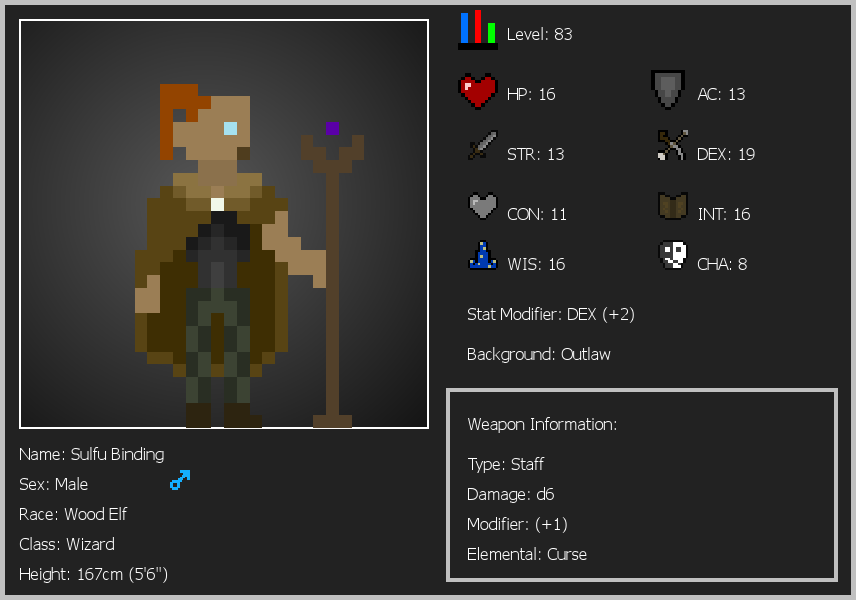 Level: 83
HP: 16
AC: 13
STR: 13
DEX: 19
CON: 11
INT: 16
WIS: 16
CHA: 8
Stat Modifier: DEX (+2)
Background: Outlaw
Weapon Information:
Type: Staff
Damage: d6
Modifier: (+1)
Elemental: Curse
Name: Sulfu Binding
Sex: Male
Race: Wood Elf
Class: Wizard
Height: 167cm (5'6")